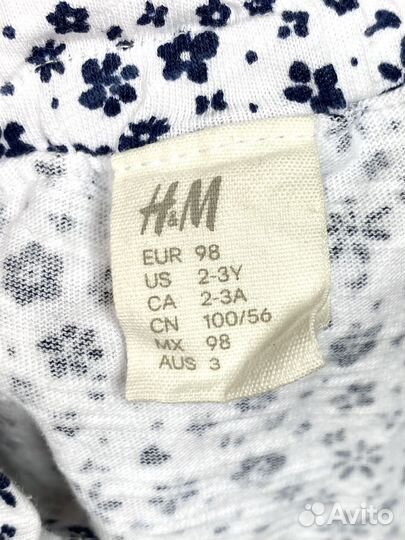 H&M
EUR 98
US 2-3Y
CA 2-3A
CN 100/56
MX 98
AUS 3
Avito